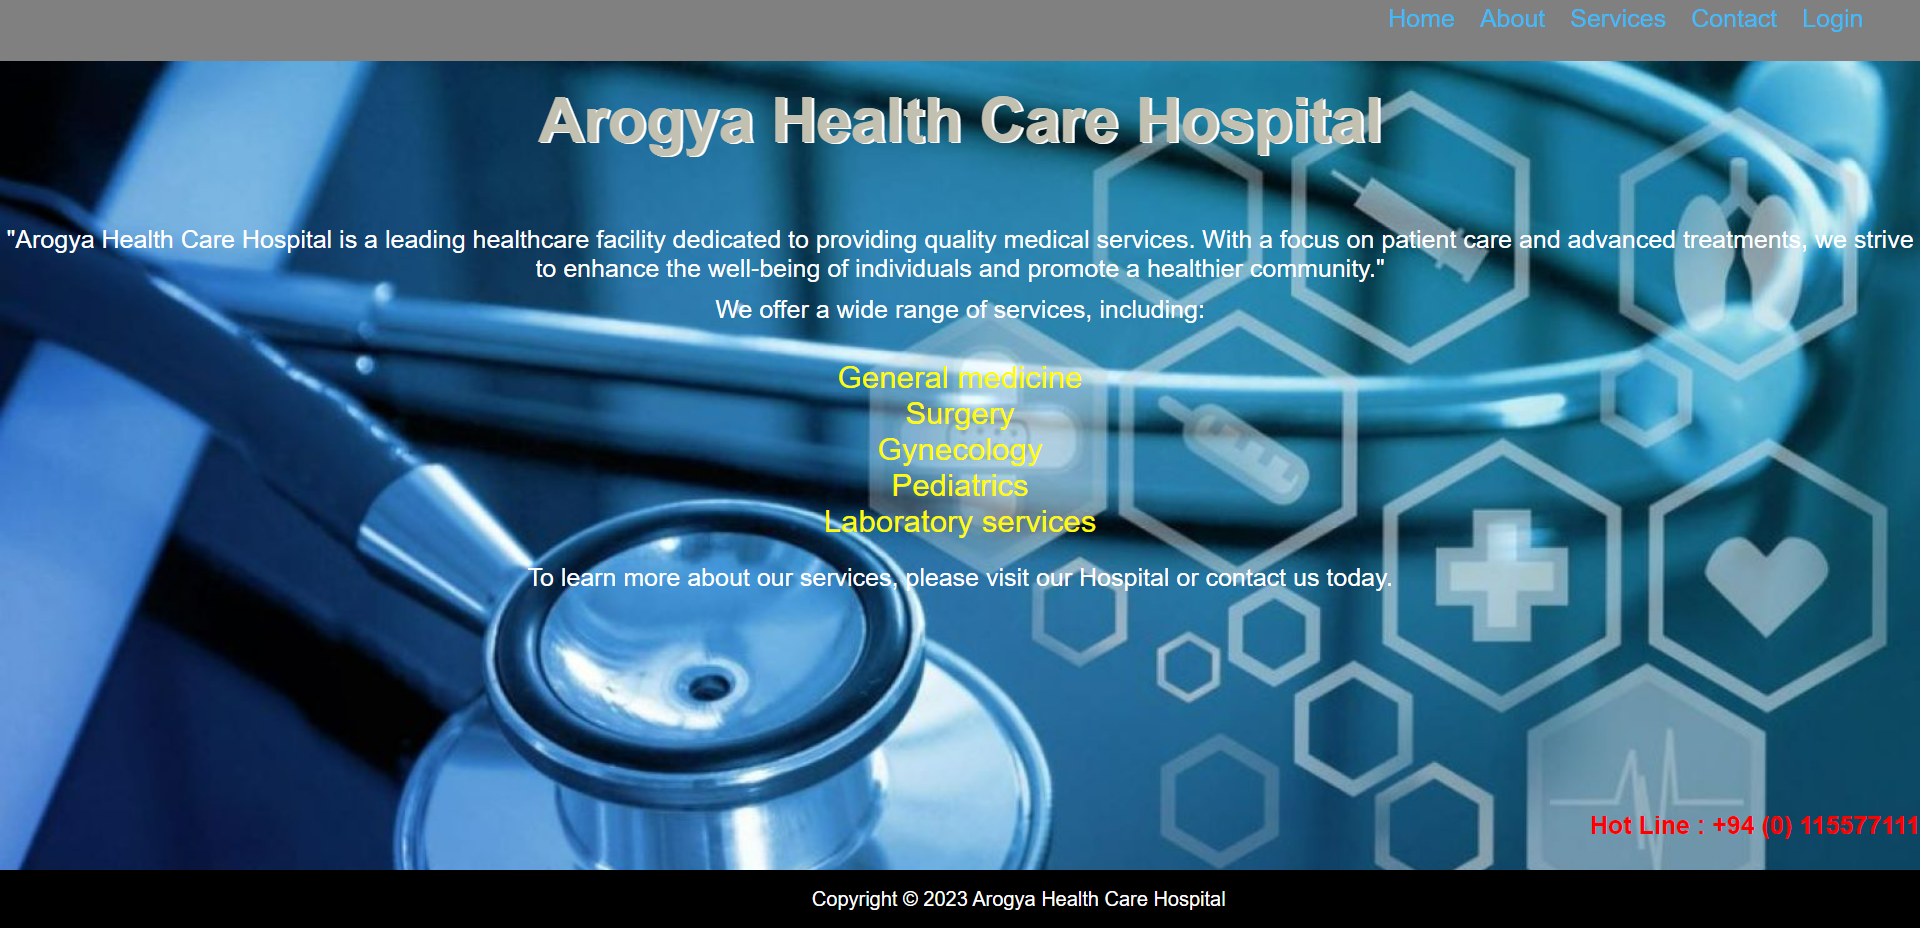 Home About Services Contact Login
Arogya Health Care Hospital
"Arogya Health Care Hospital is a leading healthcare facility dedicated to providing quality medical services. With a focus on patient care and advanced treatments, we strive
to enhance the well-being of individuals and promote a healthier community."
We offer a wide range of services, including:
General medicine
Surgery
Gynecology
Pediatrics
Laboratory services
To learn more about our services, please visit our Hospital or contact us today.
Hot Line : +94 (0) 115577111
Copyright © 2023 Arogya Health Care Hospital